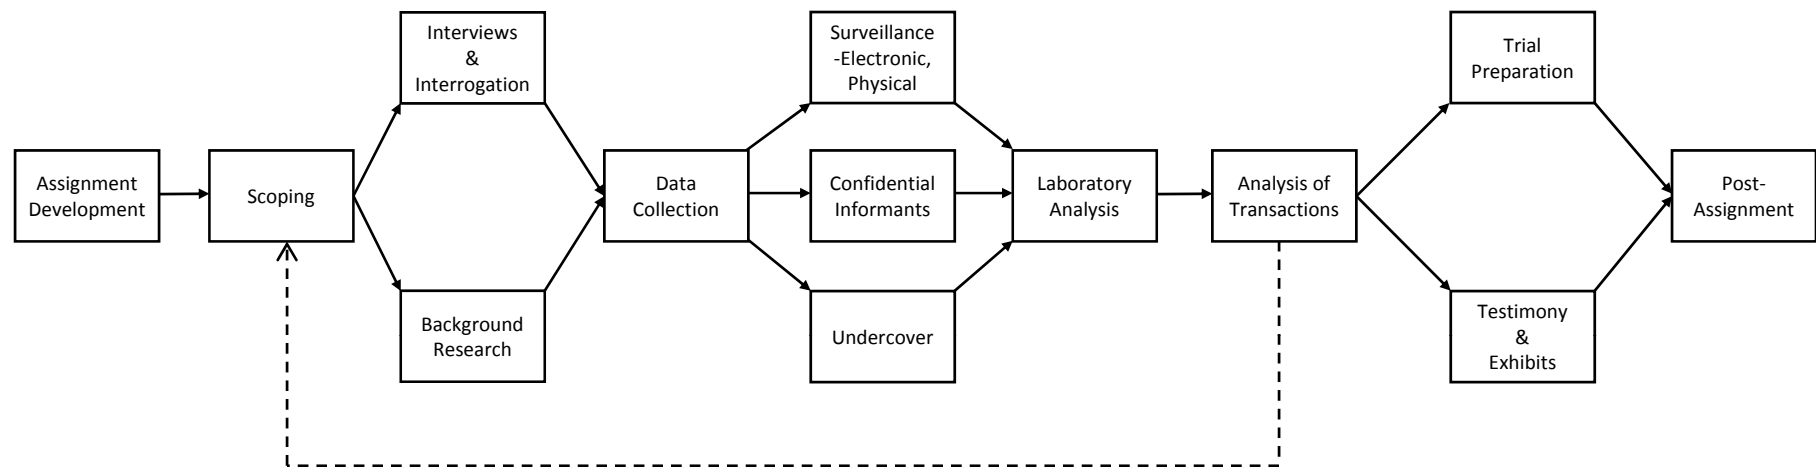 Assignment
Development
Scoping
Interviews
&
Interrogation
Background
Research
Data
Collection
Surveillance
-Electronic,
Physical
Confidential
Informants
Undercover
Laboratory
Analysis
Analysis of
Transactions
Trial
Preparation
Testimony
&
Exhibits
Post-
Assignment